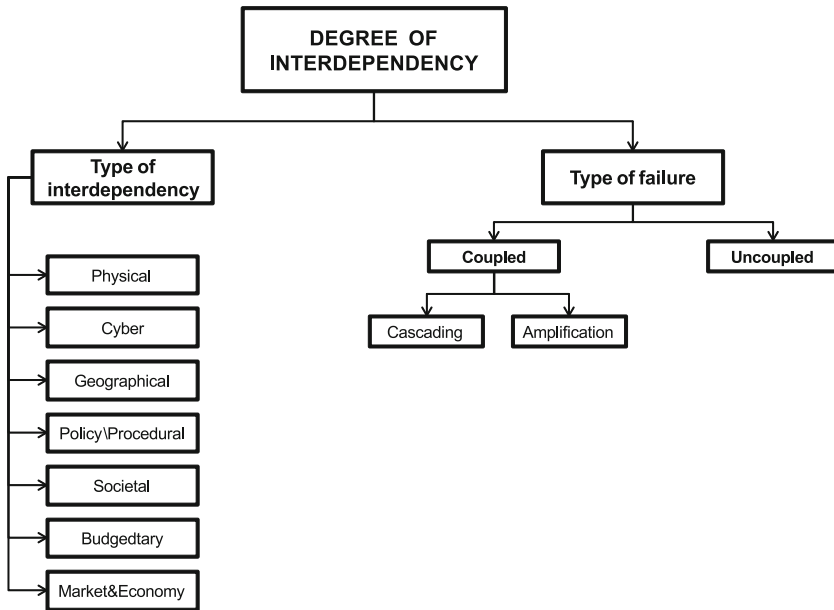 DEGREE OF
INTERDEPENDENCY
Type of
interdependency
Type of failure
Physical
Cyber
Geographical
Policy\Procedural
Societal
Budgedtary
Market&Economy
Coupled
Uncoupled
Cascading
Amplification